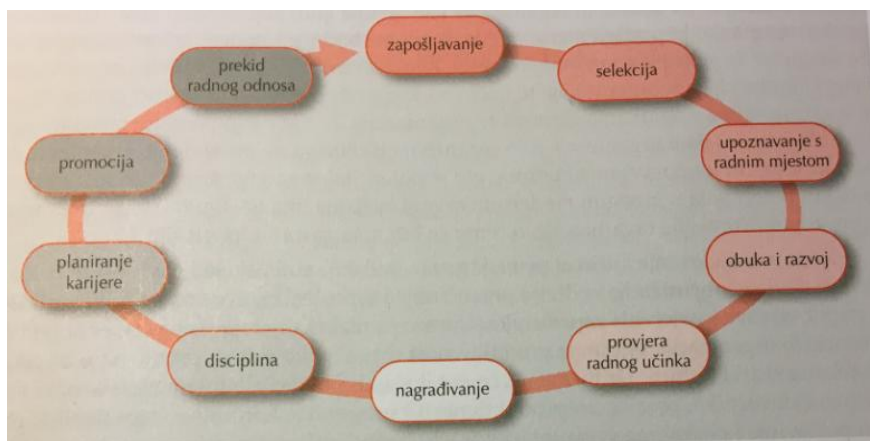 zapošljavanje
selekcija
upoznavanje s
radnim mjestom
obuka i razvoj
provjera
radnog učinka
nagrađivanje
disciplina
planiranje
karijere
promocija
prekid
radnog odnosa